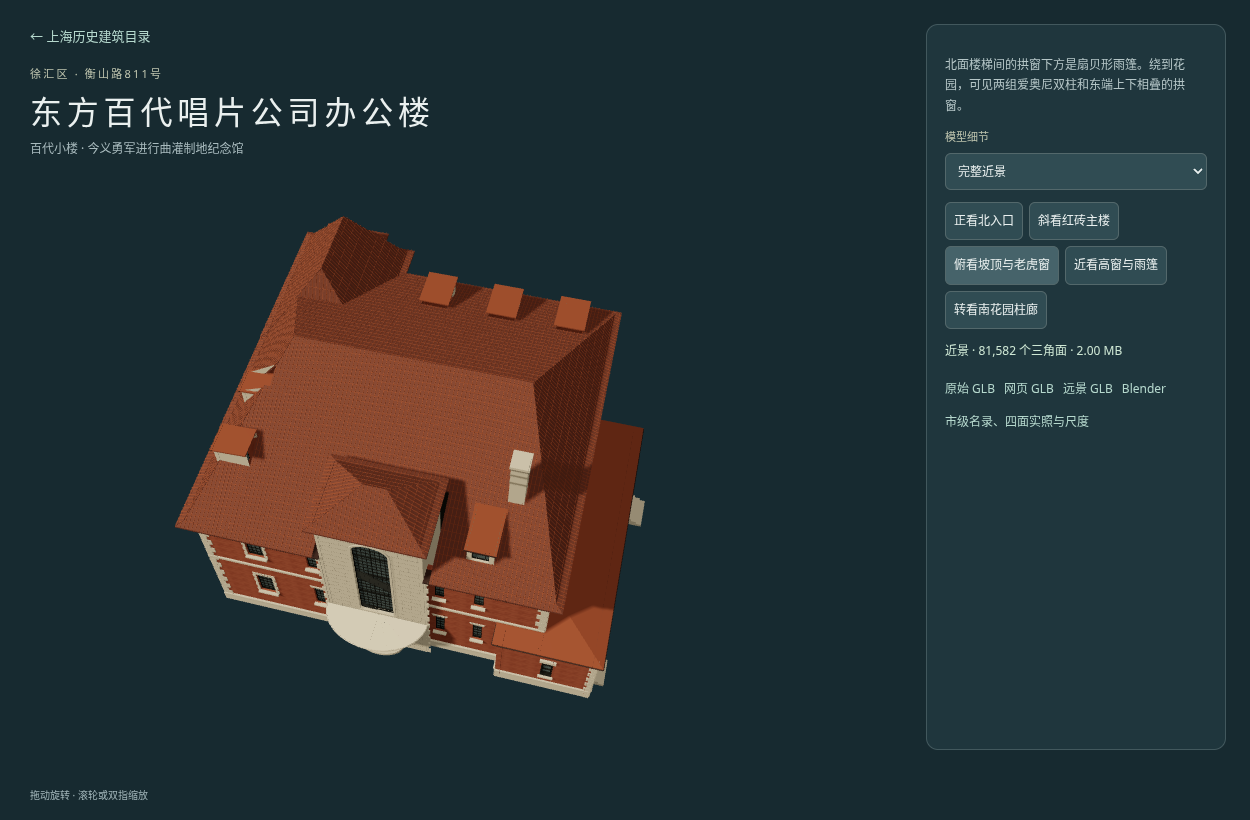 ← 上海历史建筑目录
徐汇区 · 衡山路811号
东方百代唱片公司办公楼
百代小楼 · 今义勇军进行曲灌制地纪念馆
北面楼梯间的拱窗下方是扇贝形雨篷。绕到花
园，可见两组爱奥尼双柱和东端上下相叠的拱
窗。
模型细节
完整近景
正看北入口 斜看红砖主楼
俯看坡顶与老虎窗 近看高窗与雨篷
转看南花园柱廊
近景 · 81,582 个三角面 · 2.00 MB
原始 GLB 网页 GLB 远景 GLB Blender
市级名录、四面实照与尺度
拖动旋转 · 滚轮或双指缩放